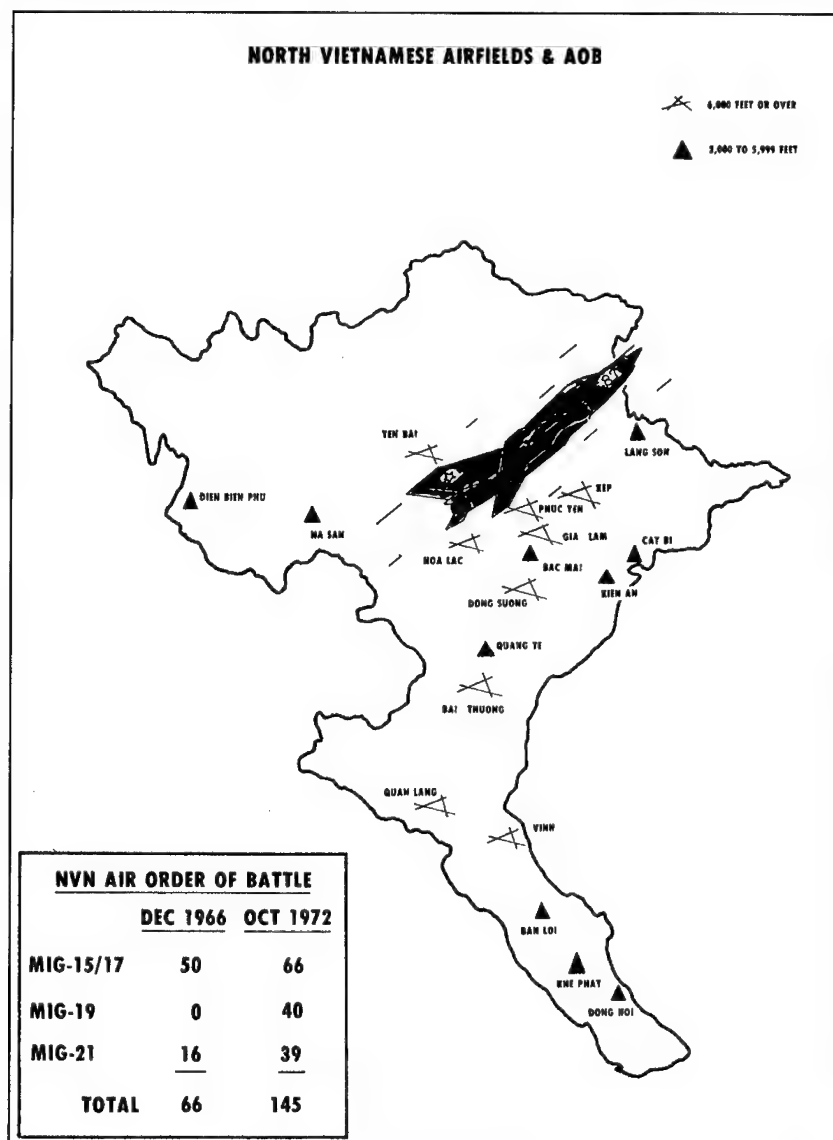 NORTH VIETNAMESE AIRFIELDS & AOB
6,000 FEET OR OVER
3,000 TO 5,999 FEET
YEN BAI
LANG SON
DIEN BIEN PHU
NA SAN
KEP
PHUC YEN
GIA LAM
HOA LAC
BAC MAI
CAT BI
KIEN AN
DONG SUONG
QUANG TE
BAI THUONG
QUAN LANG
VINH
BAN LOI
KHE PHAT
DONG HOI
NVN AIR ORDER OF BATTLE
DEC 1966 OCT 1972
MIG-15/17 50 66
MIG-19 0 40
MIG-21 16 39
TOTAL 66 145